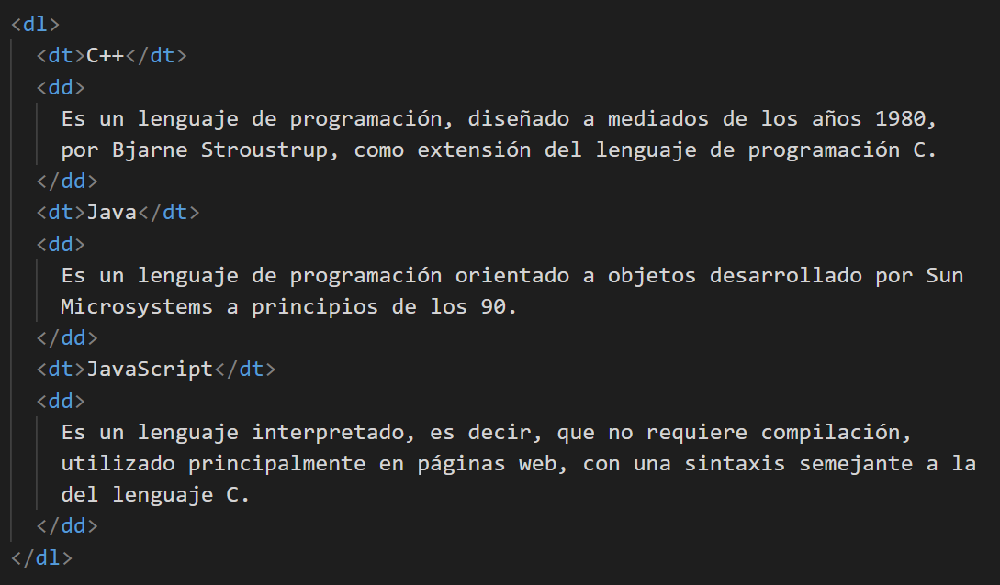 <dl>
<dt>C++</dt>
<dd>
Es un lenguaje de programación, diseñado a mediados de los años 1980,
por Bjarne Stroustrup, como extensión del lenguaje de programación C.
</dd>
<dt>Java</dt>
<dd>
Es un lenguaje de programación orientado a objetos desarrollado por Sun
Microsystems a principios de los 90.
</dd>
<dt>JavaScript</dt>
<dd>
Es un lenguaje interpretado, es decir, que no requiere compilación,
utilizado principalmente en páginas web, con una sintaxis semejante a la
del lenguaje C.
</dd>
</dl>